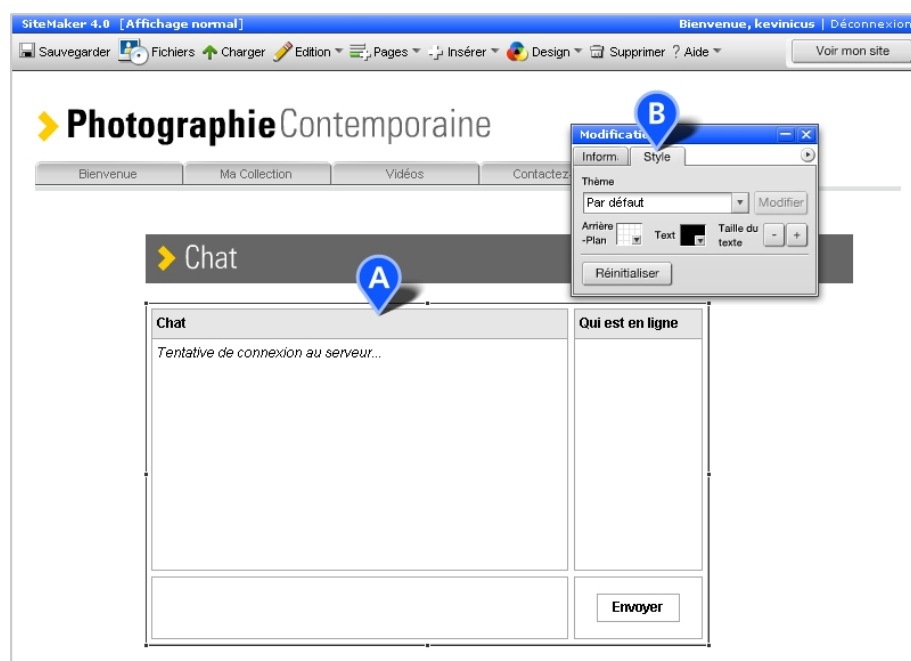 SiteMaker 4.0 [Affichage normal] Bienvenue, kevinicus | Déconnexion
Sauvegarder Fichiers Charger Edition Pages Insérer Design Supprimer ? Aide Voir mon site
Photographie Contemporaine
B
Modificati
Inform. Style
Bienvenue Ma Collection Vidéos Contactez-
Thème
Par défaut Modifier
Arrière
-Plan Text Taille du
texte - +
Réinitialiser
Chat
A
Chat Qui est en ligne
Tentative de connexion au serveur...
Envoyer